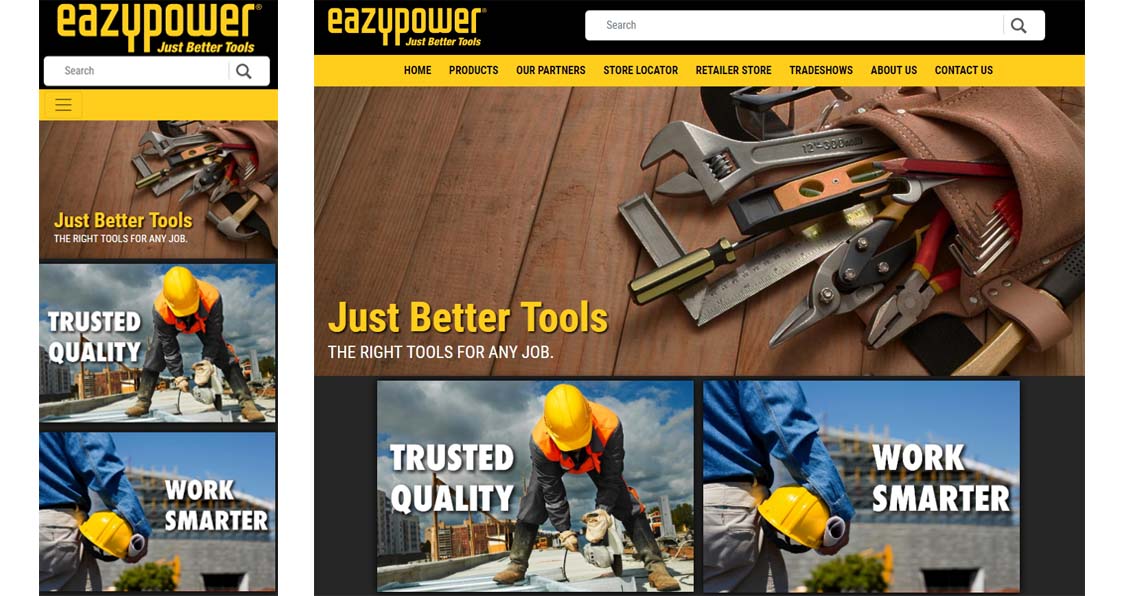 eazypower®
Just Better Tools
Search
Just Better Tools
THE RIGHT TOOLS FOR ANY JOB.
TRUSTED
QUALITY
WORK
SMARTER
eazypower®
Just Better Tools
Search
HOME PRODUCTS OUR PARTNERS STORE LOCATOR RETAILER STORE TRADESHOWS ABOUT US CONTACT US
12"-300mm
Just Better Tools
THE RIGHT TOOLS FOR ANY JOB.
TRUSTED
QUALITY
WORK
SMARTER